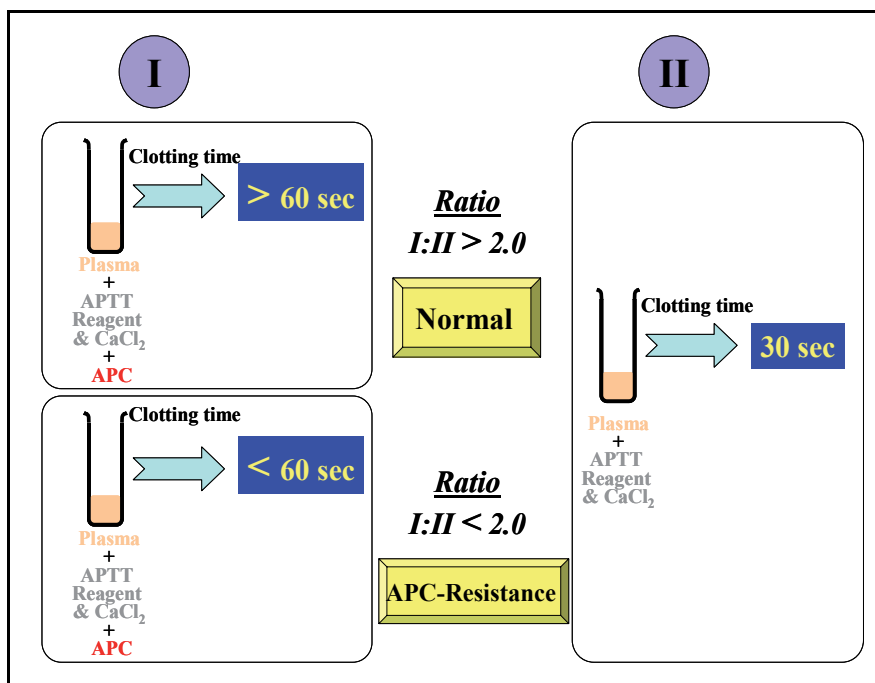 I
II
Clotting time
> 60 sec
Plasma
+
APTT
Reagent
& CaCl₂
+
APC
Ratio
I:II > 2.0
Normal
Clotting time
< 60 sec
Plasma
+
APTT
Reagent
& CaCl₂
+
APC
Ratio
I:II < 2.0
APC-Resistance
Clotting time
30 sec
Plasma
+
APTT
Reagent
& CaCl₂